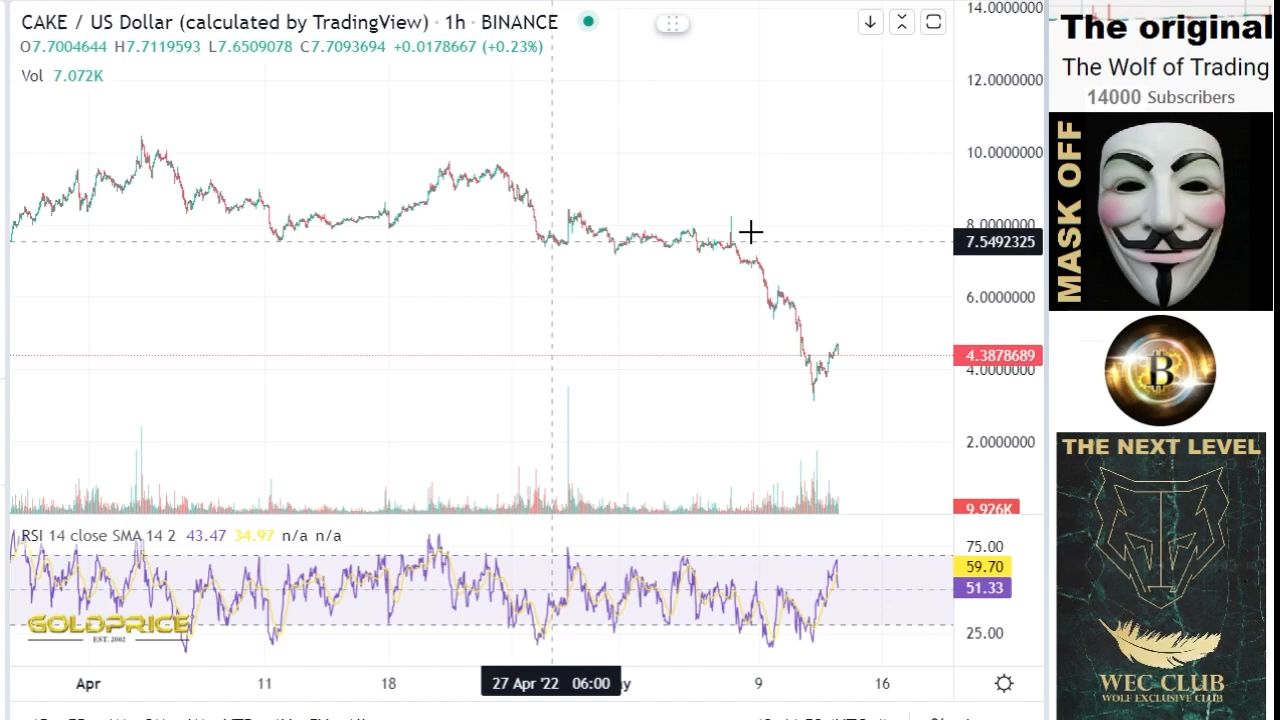 CAKE / US Dollar (calculated by TradingView) · 1h · BINANCE
O7.7004644 H7.7119593 L7.6509078 C7.7093694 +0.0178667 (+0.23%)
Vol 7.072K
14.0000000
12.0000000
10.0000000
8.0000000
7.5492325
6.0000000
4.3878689
4.0000000
2.0000000
9.926K
RSI 14 close SMA 14 2 43.47 34.97 n/a n/a
75.00
59.70
51.33
25.00
GOLDPRICE
EST. 2002
Apr 11 18 27 Apr '22 06:00 9 16
The original
The Wolf of Trading
14000 Subscribers
MASK OFF
B
THE NEXT LEVEL
WEC CLUB
WOLF EXCLUSIVE CLUB